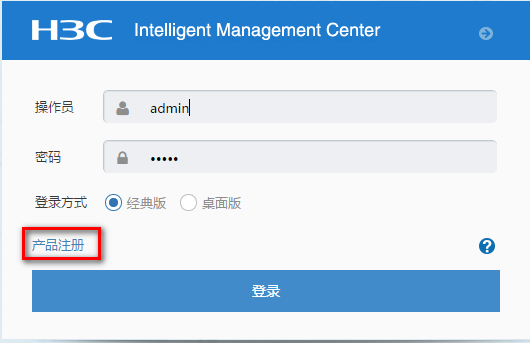 H3C Intelligent Management Center
操作员 admin
密码 •••••
登录方式 经典版 桌面版
产品注册 ?
登录